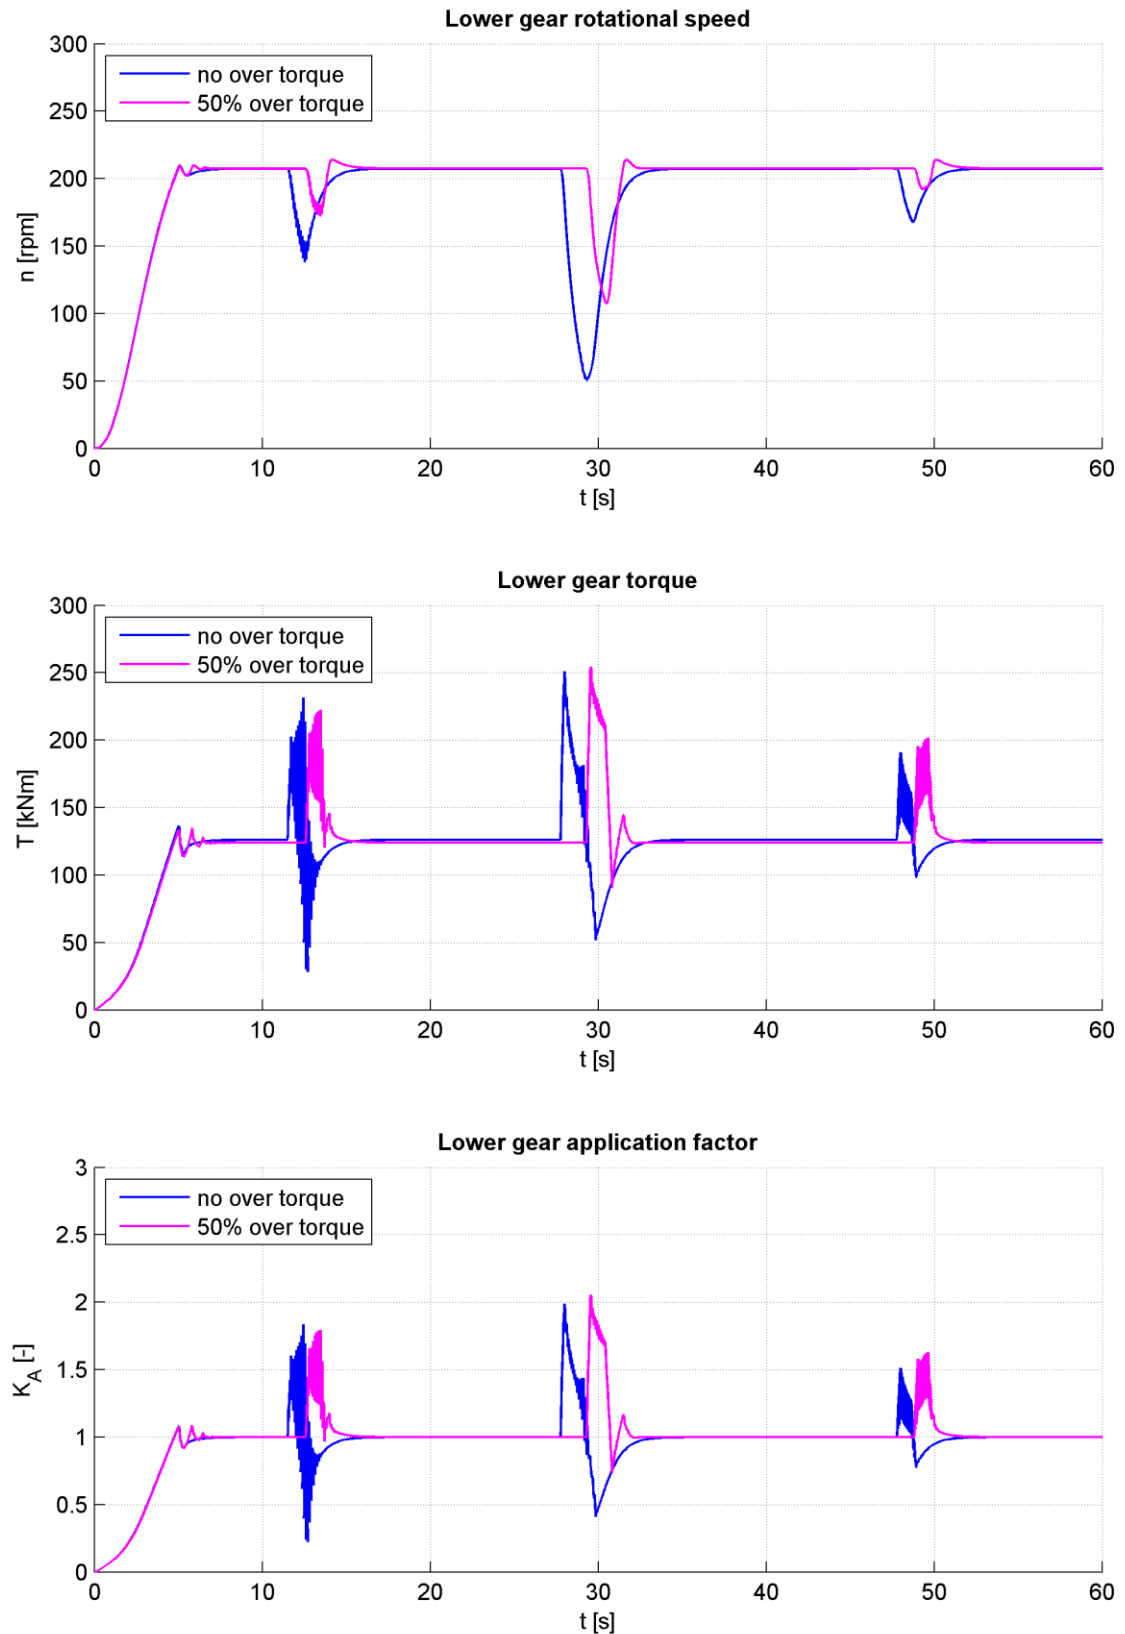 Lower gear rotational speed
300
250
200
150
100
50
0
n [rpm]
no over torque
50% over torque
0 10 20 30 40 50 60
t [s]
Lower gear torque
300
250
200
150
100
50
0
T [kNm]
no over torque
50% over torque
0 10 20 30 40 50 60
t [s]
Lower gear application factor
3
2.5
2
1.5
1
0.5
0
K_A [-]
no over torque
50% over torque
0 10 20 30 40 50 60
t [s]